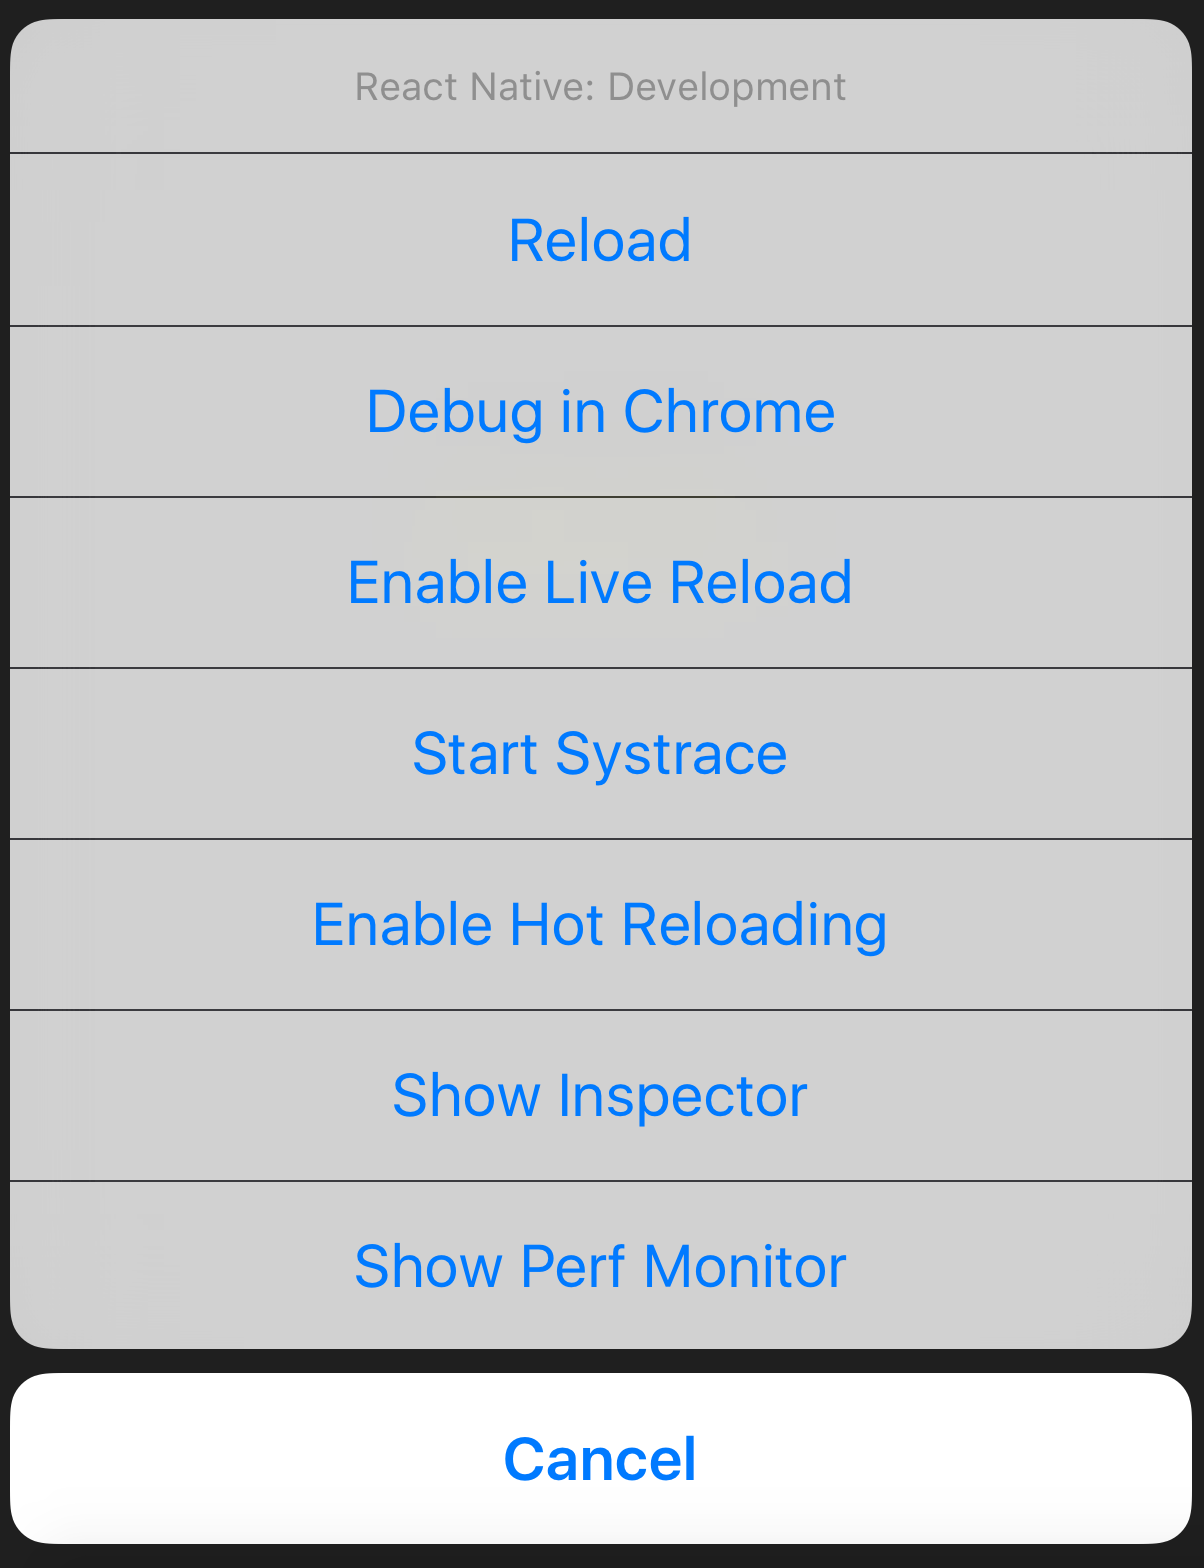 React Native: Development
Reload
Debug in Chrome
Enable Live Reload
Start Systrace
Enable Hot Reloading
Show Inspector
Show Perf Monitor
Cancel